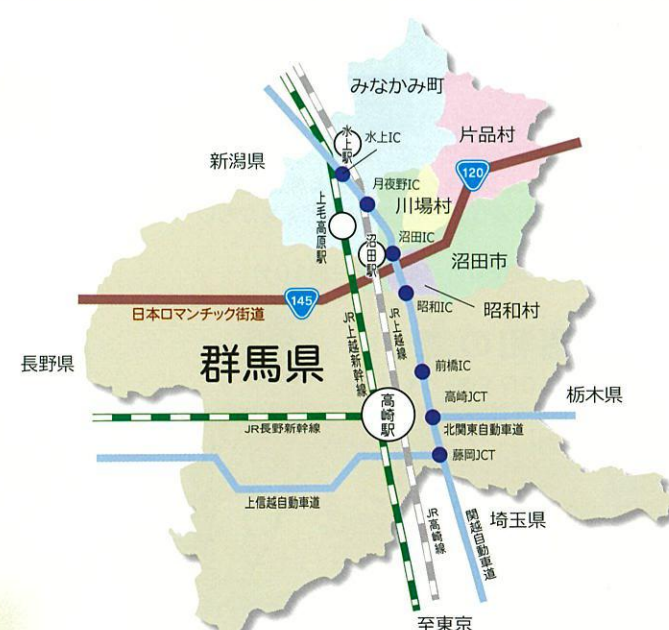 みなかみ町
片品村
水上駅
水上IC
新潟県
120
月夜野IC
川場村
上毛高原駅
沼田駅
沼田IC
沼田市
145
日本ロマンチック街道
昭和IC
昭和村
JR上越新幹線
JR上越線
長野県
群馬県
前橋IC
栃木県
高崎JCT
高崎駅
JR長野新幹線
北関東自動車道
藤岡JCT
上信越自動車道
JR高崎線
関越自動車道
埼玉県
至東京